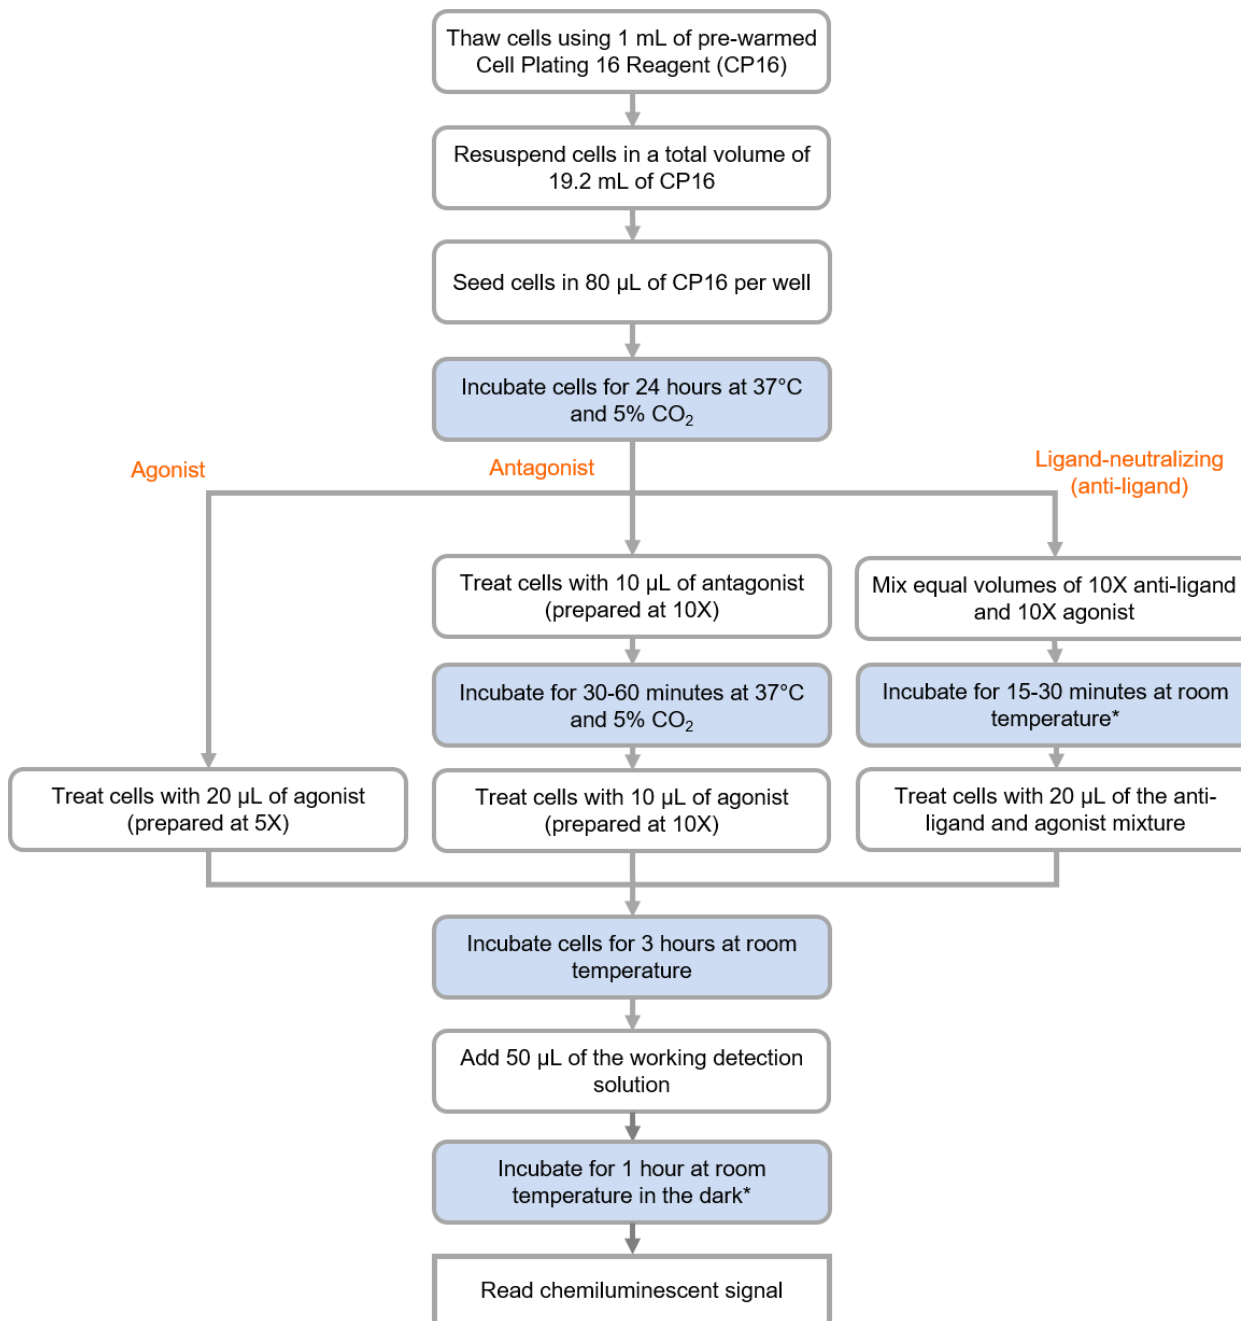 Thaw cells using 1 mL of pre-warmed
Cell Plating 16 Reagent (CP16)
Resuspend cells in a total volume of
19.2 mL of CP16
Seed cells in 80 µL of CP16 per well
Incubate cells for 24 hours at 37°C
and 5% CO₂
Agonist
Antagonist
Ligand-neutralizing
(anti-ligand)
Treat cells with 10 µL of antagonist
(prepared at 10X)
Mix equal volumes of 10X anti-ligand
and 10X agonist
Incubate for 30-60 minutes at 37°C
and 5% CO₂
Incubate for 15-30 minutes at room
temperature*
Treat cells with 20 µL of agonist
(prepared at 5X)
Treat cells with 10 µL of agonist
(prepared at 10X)
Treat cells with 20 µL of the anti-
ligand and agonist mixture
Incubate cells for 3 hours at room
temperature
Add 50 µL of the working detection
solution
Incubate for 1 hour at room
temperature in the dark*
Read chemiluminescent signal